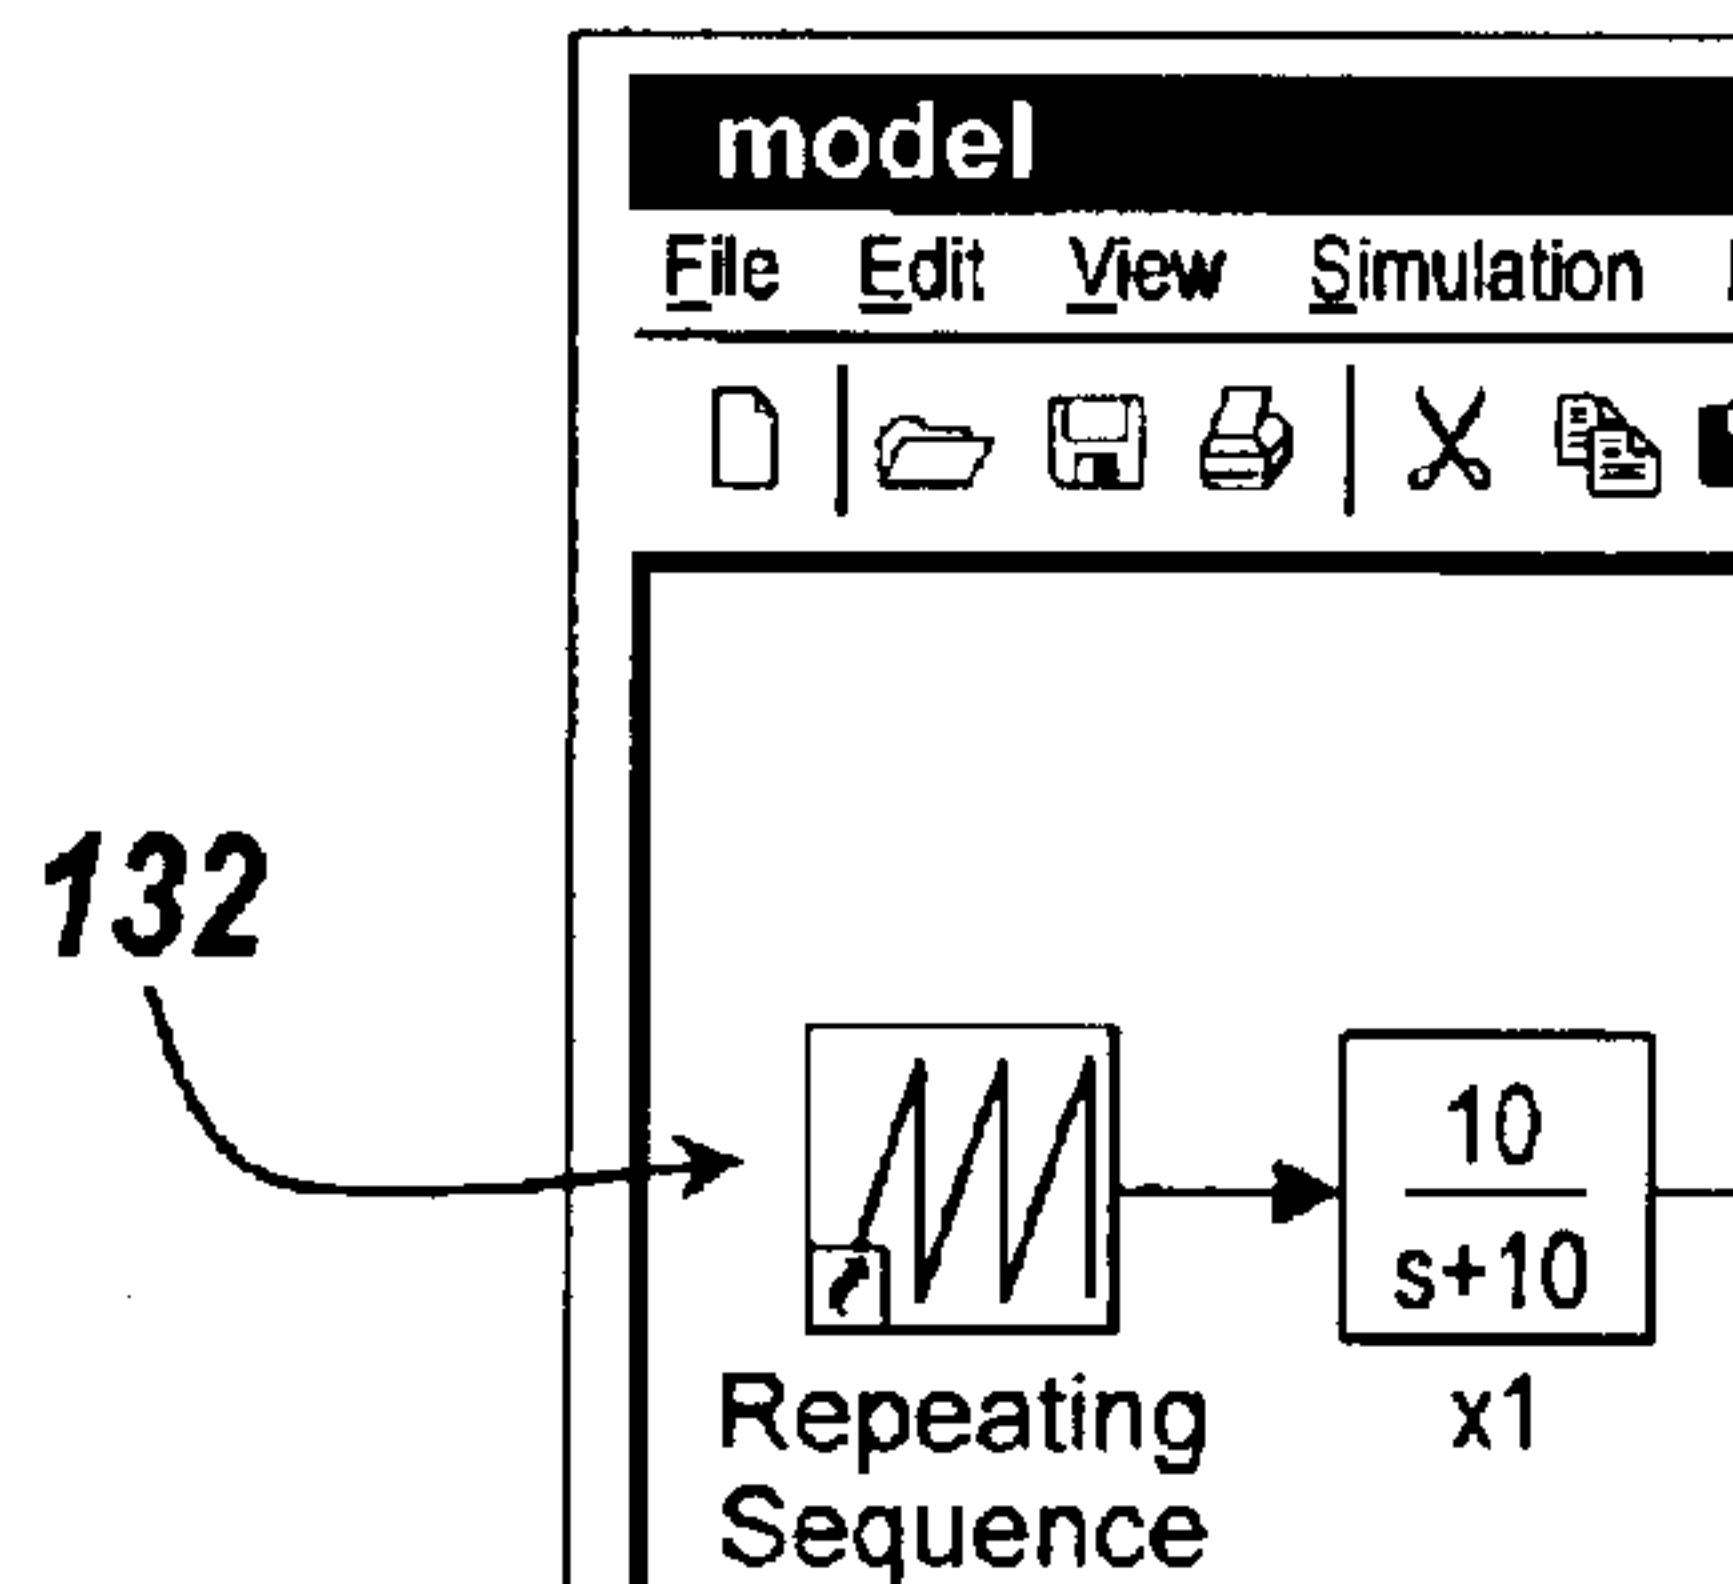 model
File Edit View Simulation
132
10
s+10
Repeating
Sequence
x1